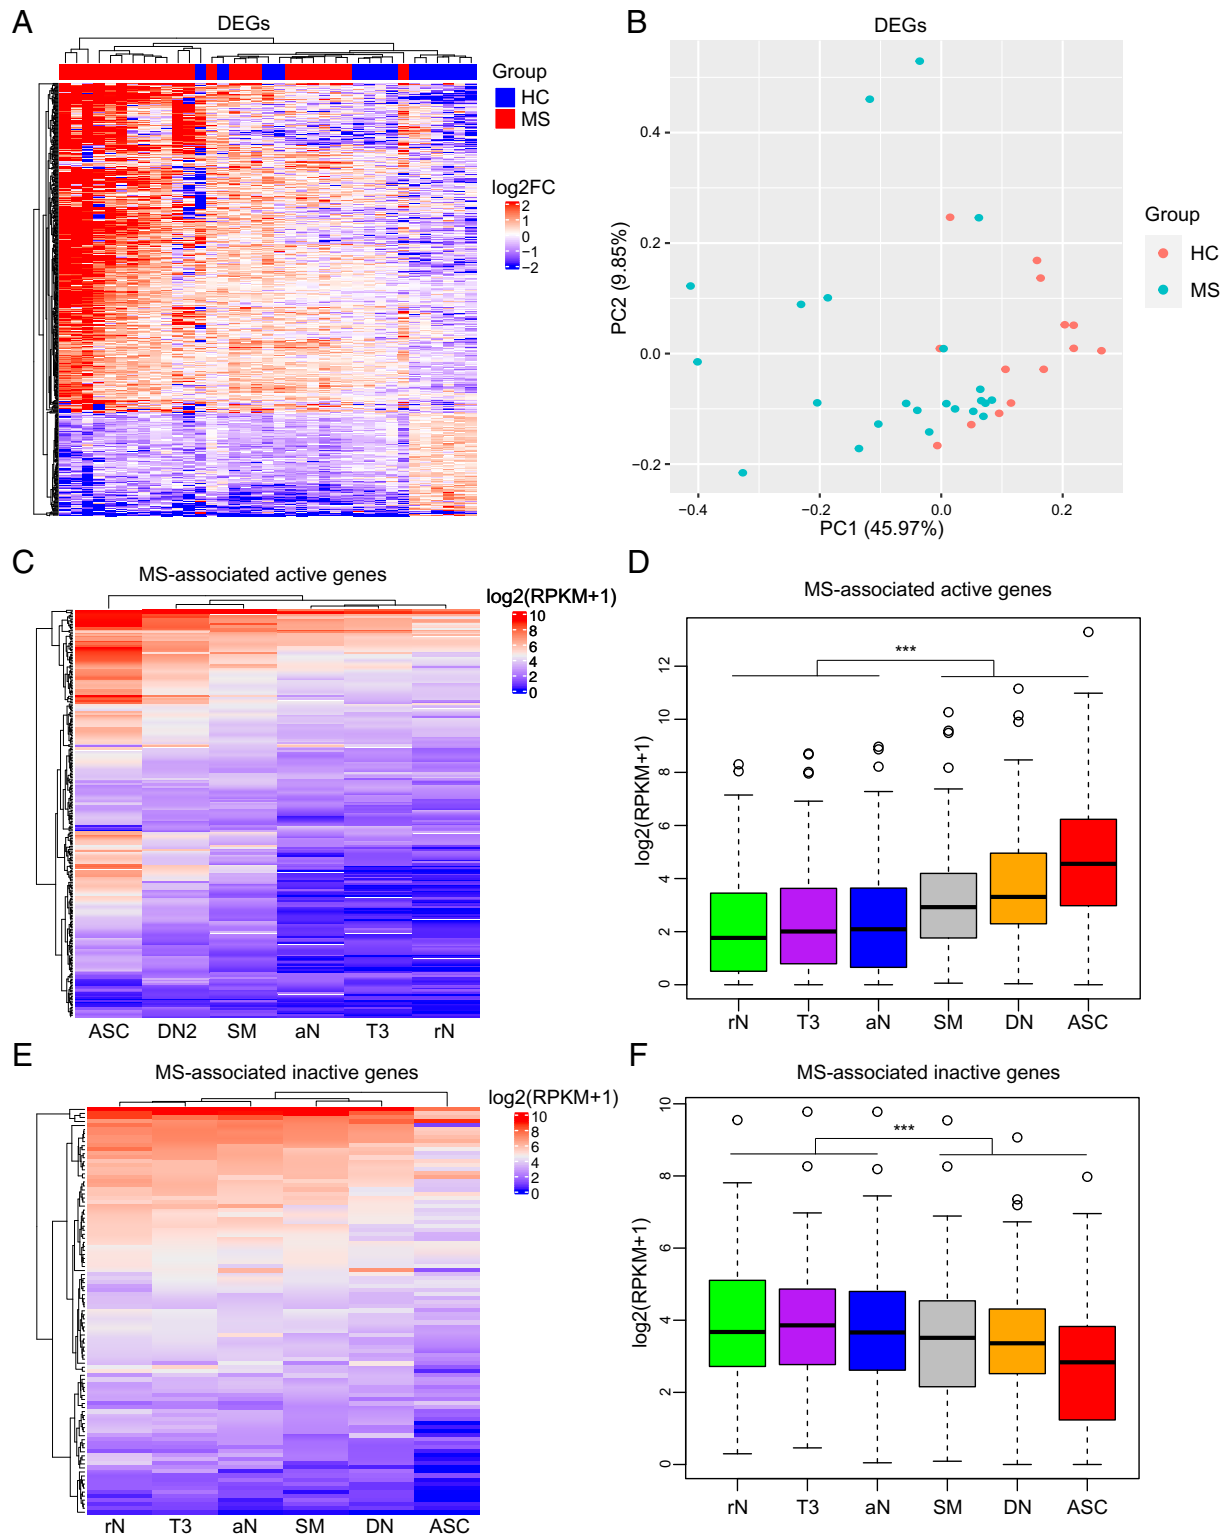 A
DEGs
Group
HC
MS
log2FC
2
1
0
−1
−2
B
DEGs
PC2 (9.85%)
0.4
0.2
0.0
−0.2
−0.4
−0.2
0.0
0.2
PC1 (45.97%)
Group
HC
MS
C
MS-associated active genes
log2(RPKM+1)
10
8
6
4
2
0
ASC DN2 SM aN T3 rN
D
MS-associated active genes
log2(RPKM+1)
12
10
8
6
4
2
0
***
rN T3 aN SM DN ASC
E
MS-associated inactive genes
log2(RPKM+1)
10
8
6
4
2
0
rN T3 aN SM DN ASC
F
MS-associated inactive genes
log2(RPKM+1)
10
8
6
4
2
0
***
rN T3 aN SM DN ASC